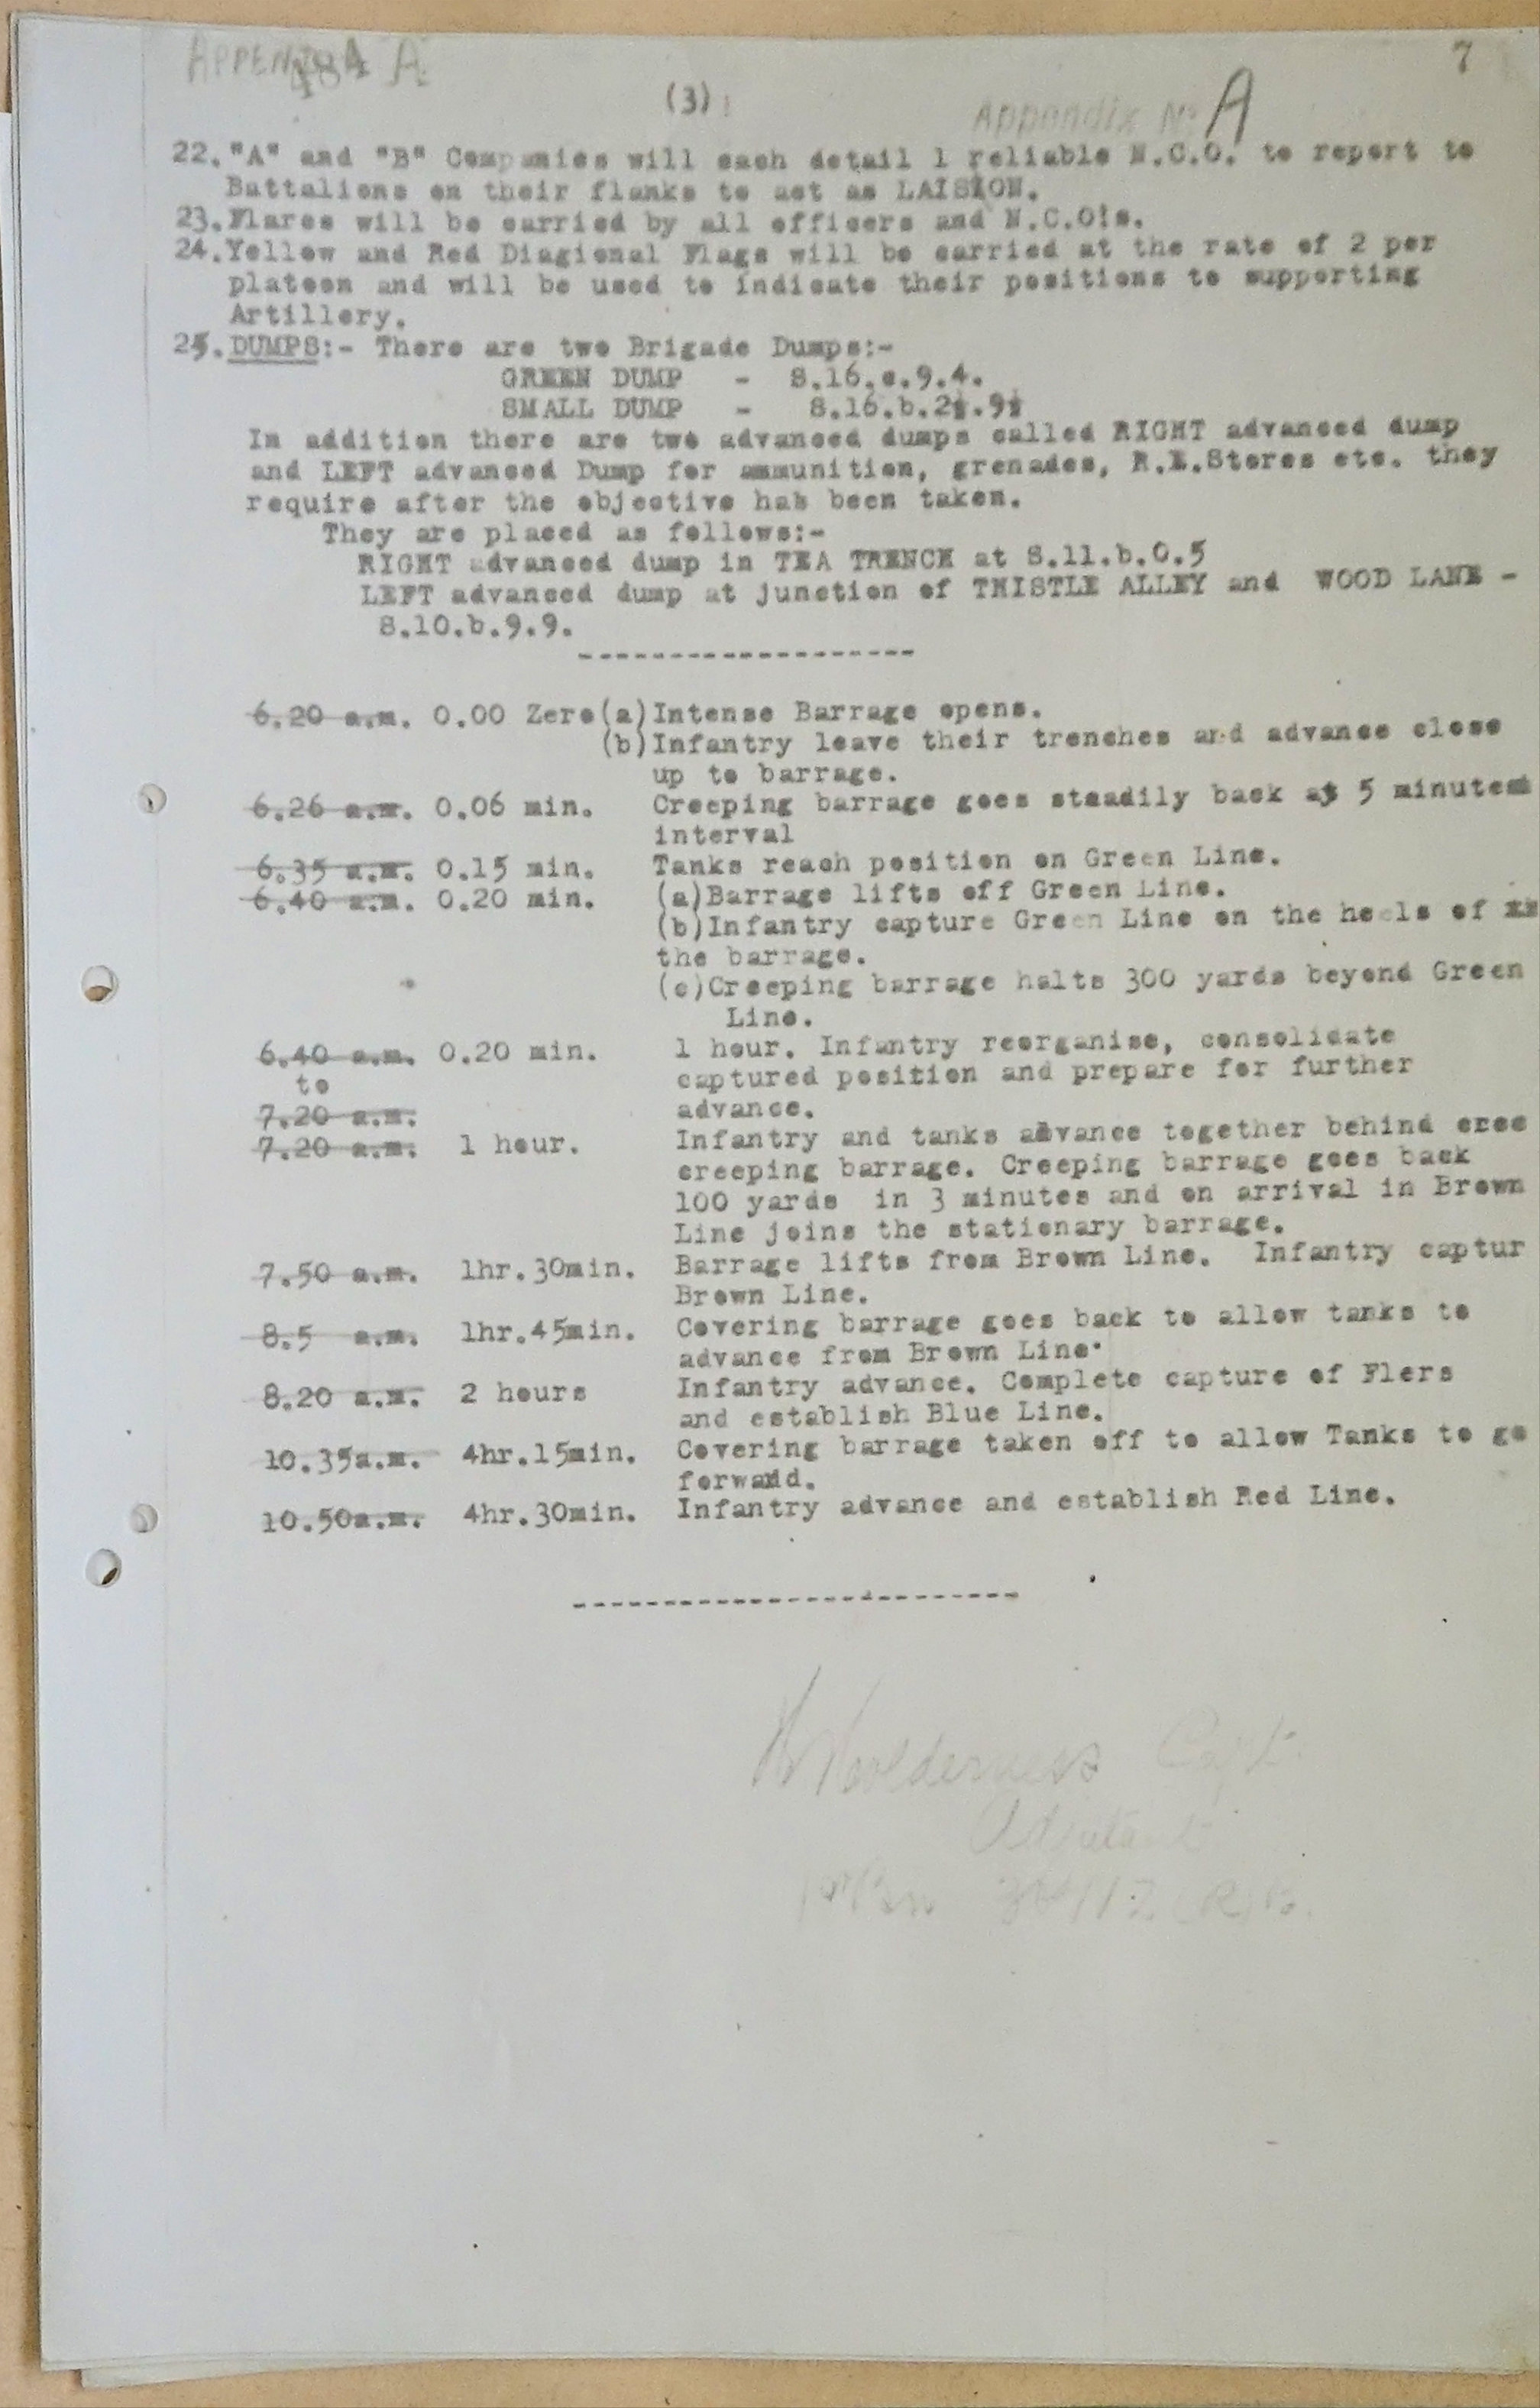 APPENDIX A
7
(3)
Appendix No A
22."A" and "B" Companies will each detail 1 reliable N.C.O. to report to
Battalions on their flanks to act as LAISION.
23.Flares will be carried by all officers and N.C.O!s.
24.Yellow and Red Diagional Flags will be carried at the rate of 2 per
platoon and will be used to indicate their positions to supporting
Artillery.
25.DUMPS:- There are two Brigade Dumps:-
GREEN DUMP - S.16.c.9.4.
SMALL DUMP - S.16.b.2½.9½
In addition there are two advanced dumps called RIGHT advanced dump
and LEFT advanced Dump for ammunition, grenades, R.E.Stores etc. they
require after the objective has been taken.
They are placed as follows:-
RIGHT advanced dump in TEA TRENCH at S.11.b.0.5
LEFT advanced dump at junction of THISTLE ALLEY and WOOD LANE -
S.10.b.9.9.
-------------------
6.20 a.m. 0.00 Zero(a)Intense Barrage opens.
(b)Infantry leave their trenches and advance close
up to barrage.
6.26 a.m. 0.06 min. Creeping barrage goes steadily back at 5 minutes
interval
6.35 a.m. 0.15 min. Tanks reach position on Green Line.
6.40 a.m. 0.20 min. (a)Barrage lifts off Green Line.
(b)Infantry capture Green Line on the heels of
the barrage.
(c)Creeping barrage halts 300 yards beyond Green
Line.
6.40 a.m. 0.20 min. 1 hour. Infantry reorganise, consolidate
to captured position and prepare for further
7.20 a.m. advance.
7.20 a.m. 1 hour. Infantry and tanks advance together behind cree
creeping barrage. Creeping barrage goes back
100 yards in 3 minutes and on arrival in Brown
Line joins the stationary barrage.
7.50 a.m. 1hr.30min. Barrage lifts from Brown Line. Infantry captur
Brown Line.
8.5 a.m. 1hr.45min. Covering barrage goes back to allow tanks to
advance from Brown Line.
8.20 a.m. 2 hours Infantry advance. Complete capture of Flers
and establish Blue Line.
10.35a.m. 4hr.15min. Covering barrage taken off to allow Tanks to go
forward.
10.50a.m. 4hr.30min. Infantry advance and establish Red Line.
-------------------------
Holderness Capt
Adjutant
1st Bn 3rd N.Z.(R)B.